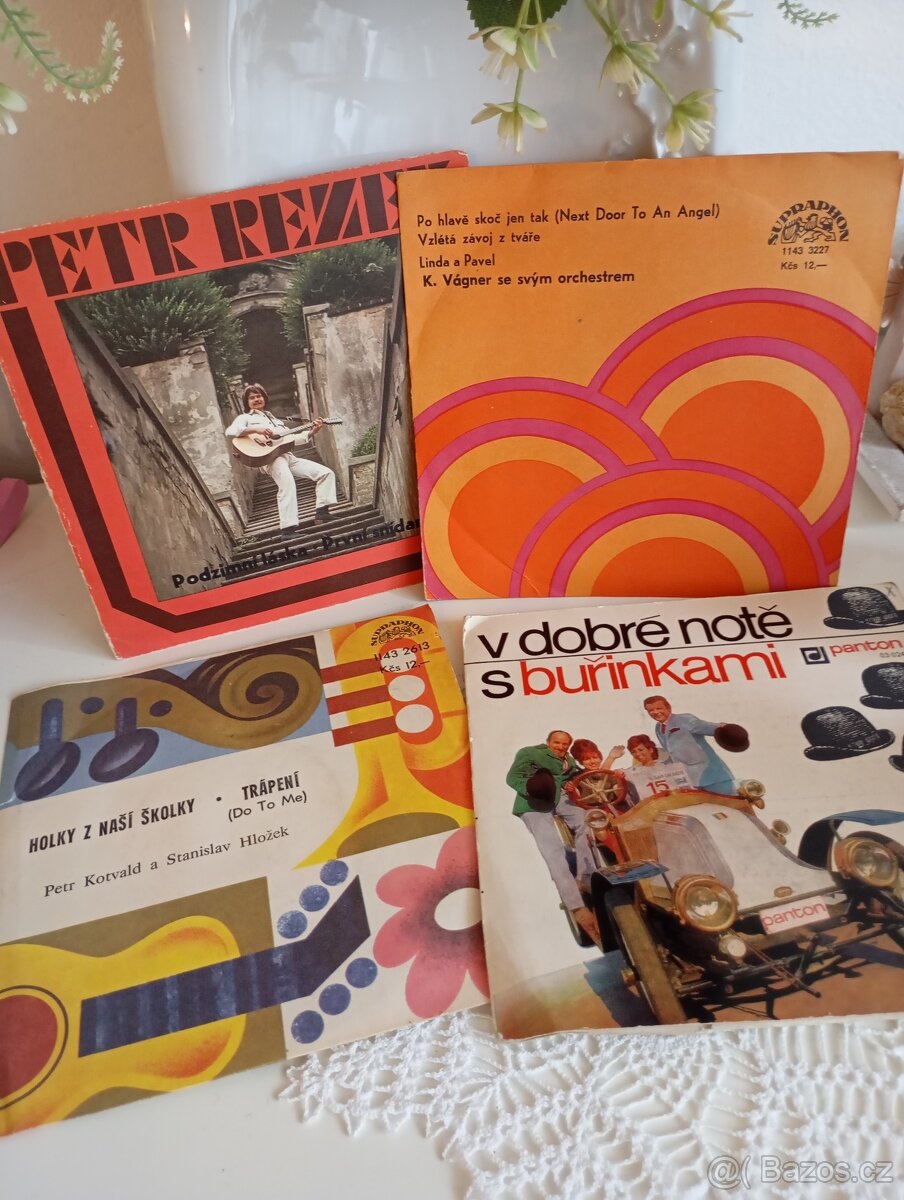 PETR REZEK
Podzimní láska - První snídaně
Po hlavě skoč jen tak (Next Door To An Angel)
Vzlétá závoj z tváře
Linda a Pavel
K. Vágner se svým orchestrem
SUPRAPHON
1143 3227
Kčs 12,—
SUPRAPHON
1143 2613
Kčs 12,—
HOLKY Z NAŠÍ ŠKOLKY • TRÁPENÍ
(Do To Me)
Petr Kotvald a Stanislav Hložek
v dobré notě
s buřinkami
panton
15
panton
@( Bazos.cz